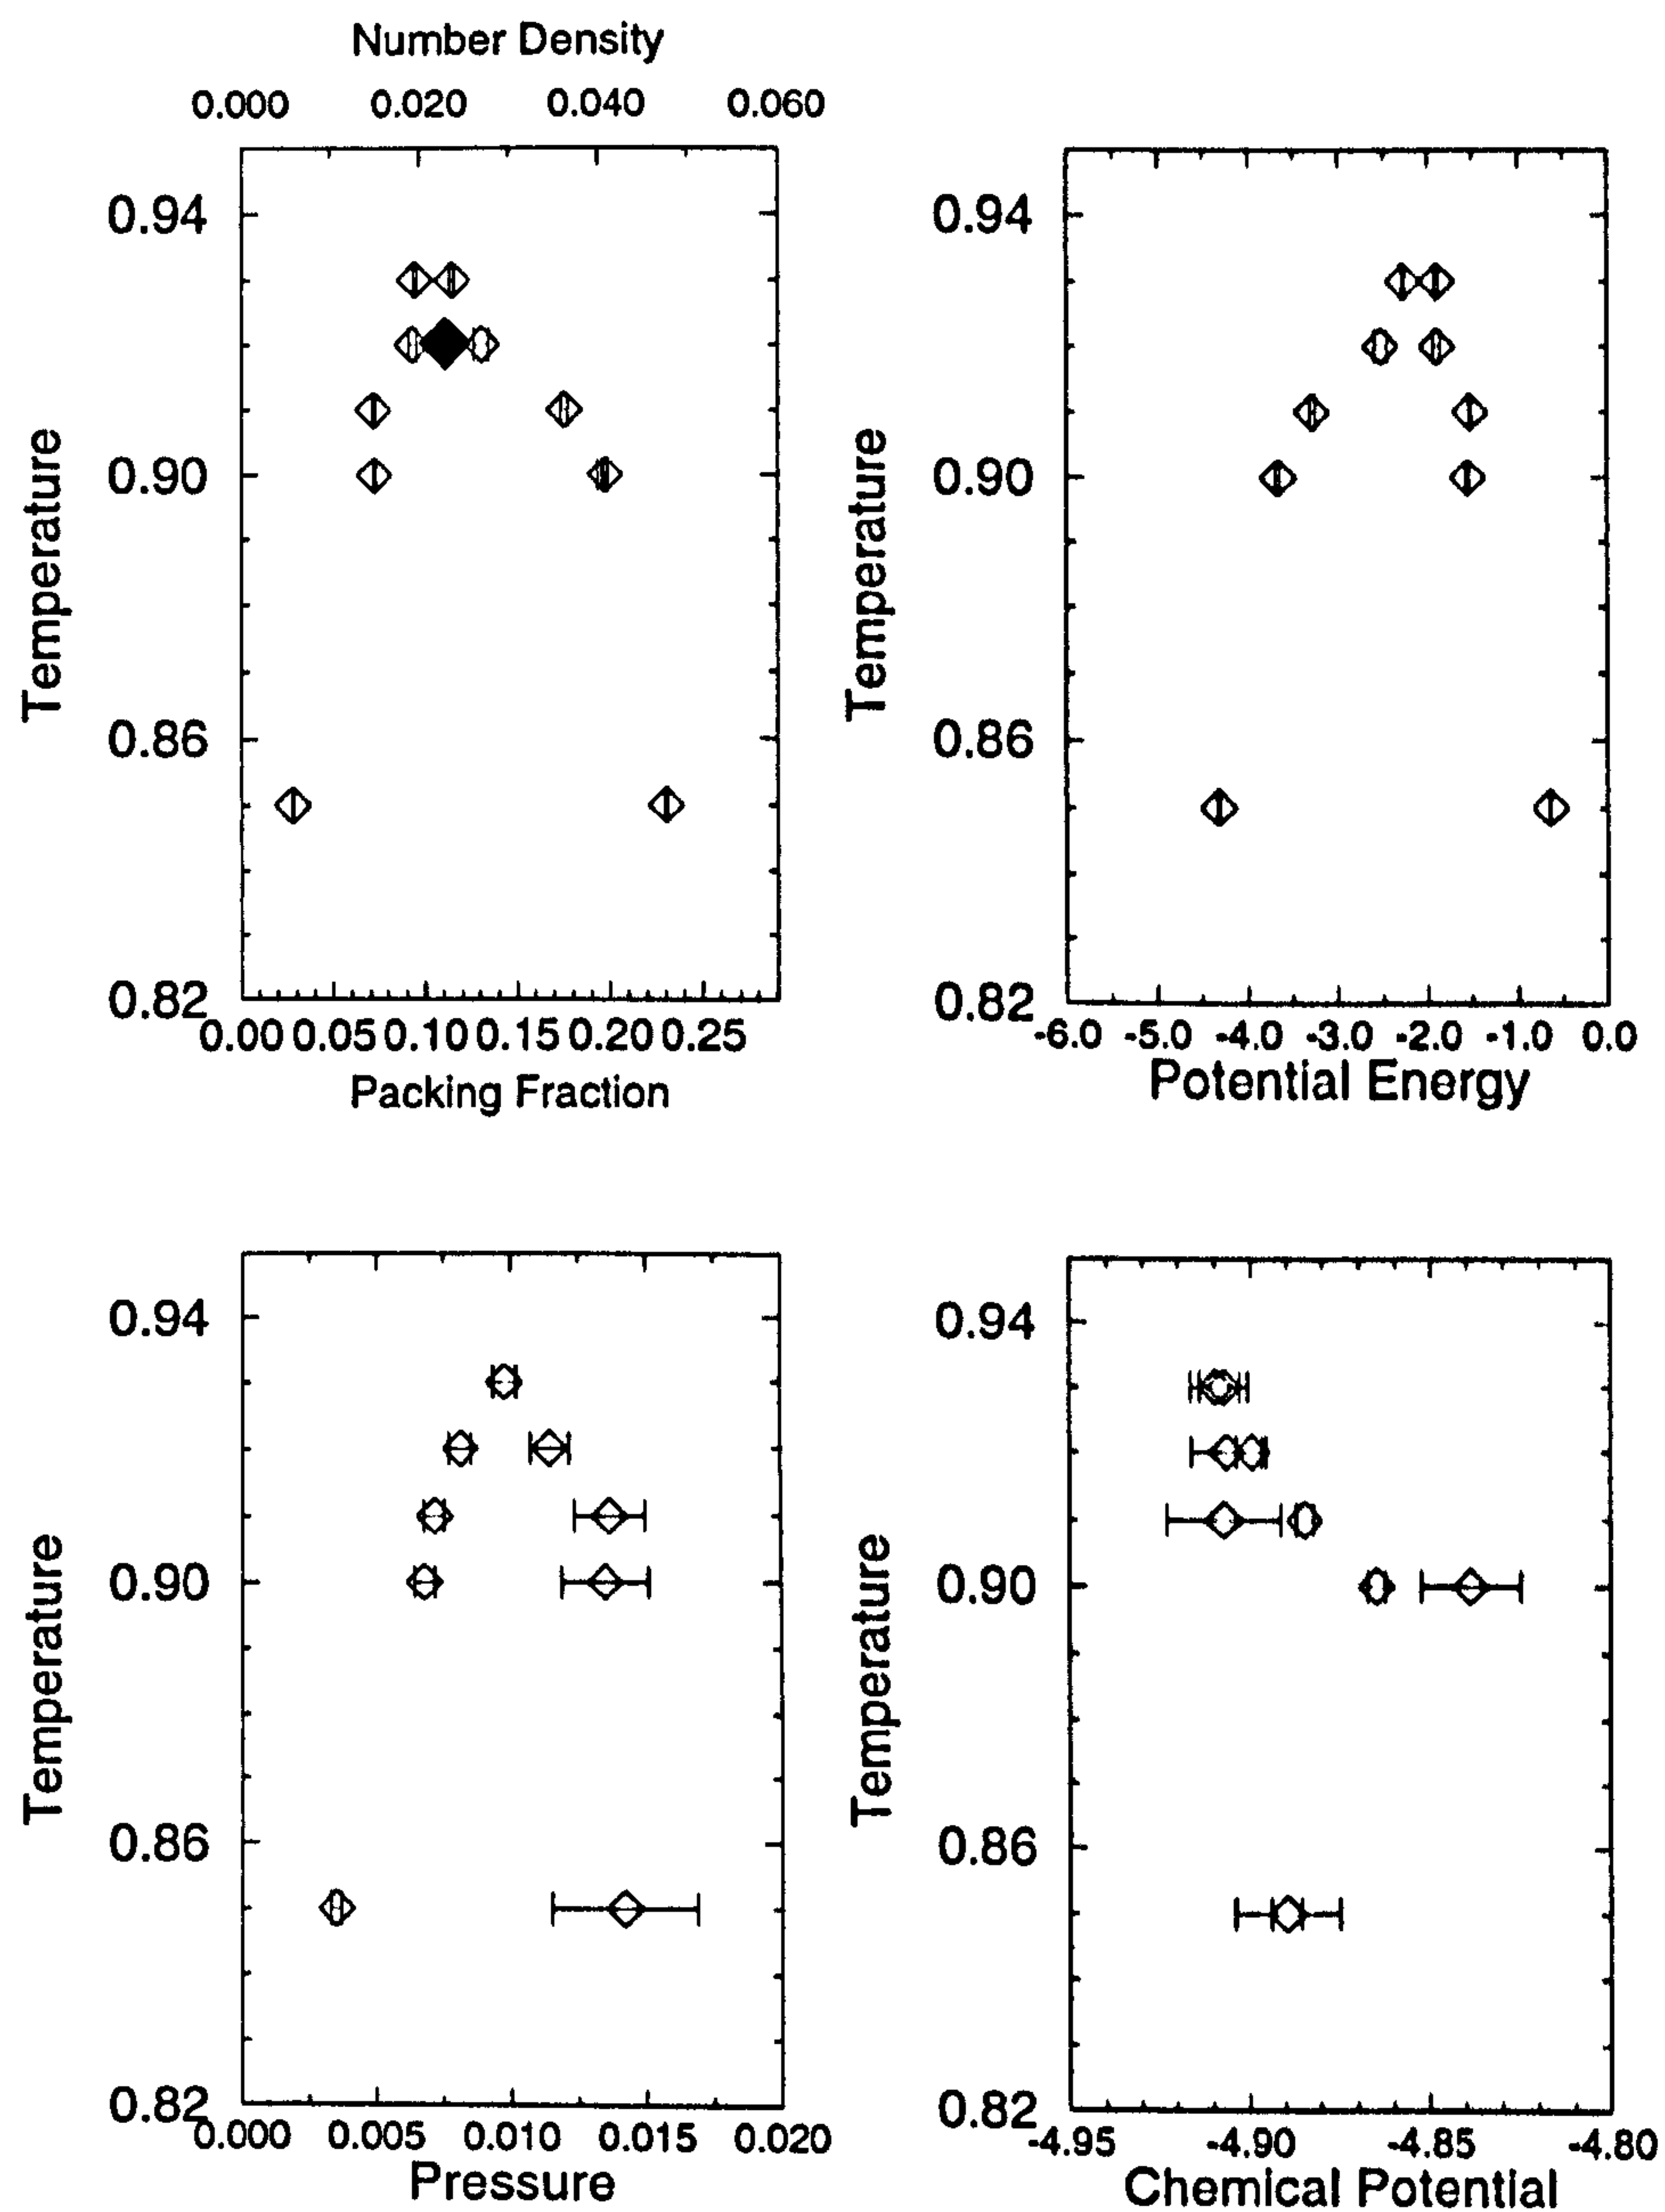 Number Density
0.000 0.020 0.040 0.060
0.94
0.90
0.86
0.82
Temperature
0.00 0.05 0.10 0.15 0.20 0.25
Packing Fraction
0.94
0.90
0.86
0.82
Temperature
-6.0 -5.0 -4.0 -3.0 -2.0 -1.0 0.0
Potential Energy
0.94
0.90
0.86
0.82
Temperature
0.000 0.005 0.010 0.015 0.020
Pressure
0.94
0.90
0.86
0.82
Temperature
-4.95 -4.90 -4.85 -4.80
Chemical Potential